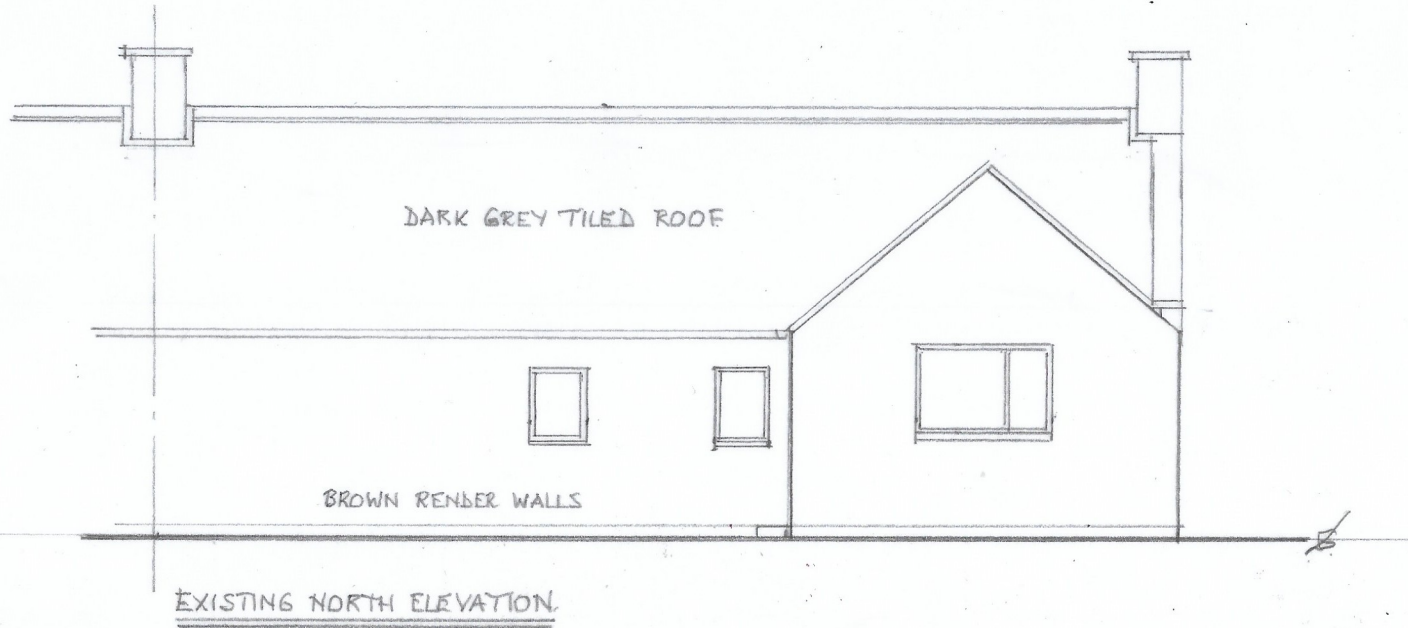 DARK GREY TILED ROOF
BROWN RENDER WALLS
EXISTING NORTH ELEVATION